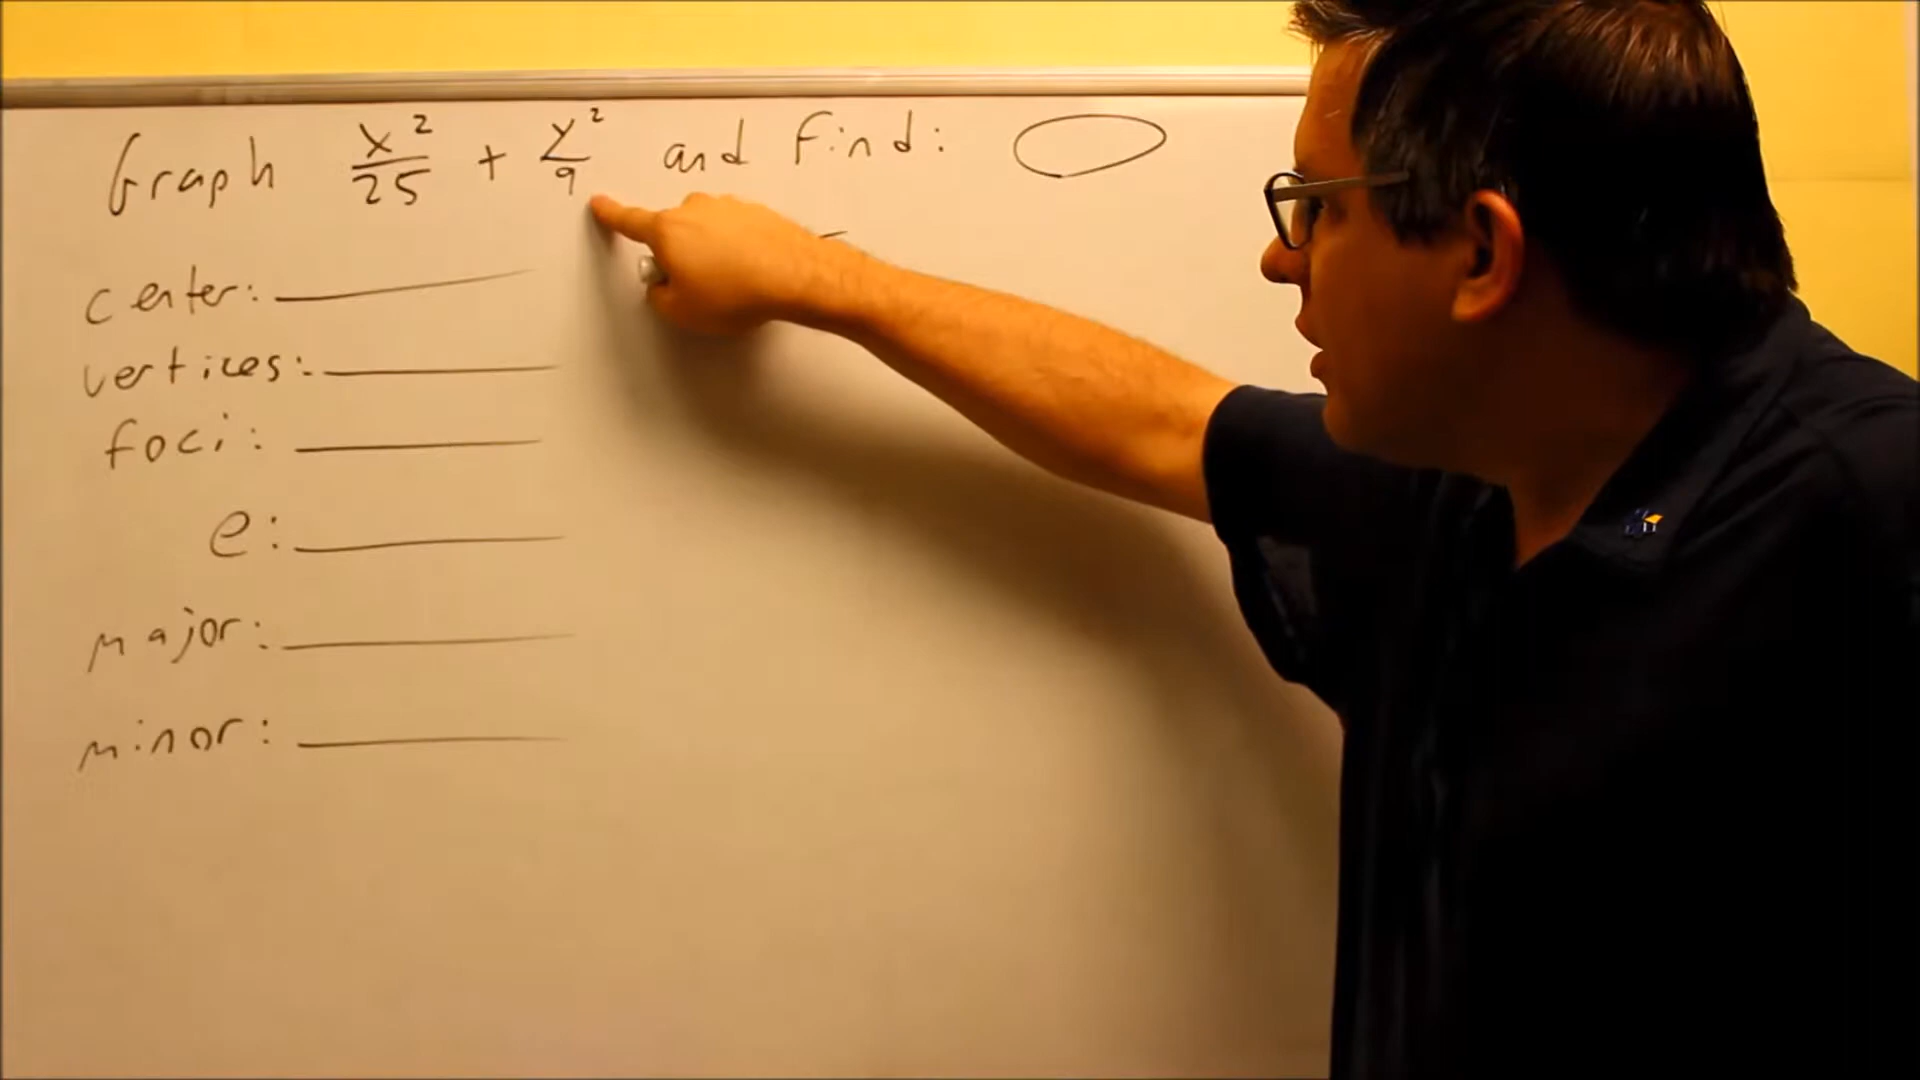 Graph x²/25 + y²/9 and Find:
center:
vertices:
foci:
e:
major:
minor: